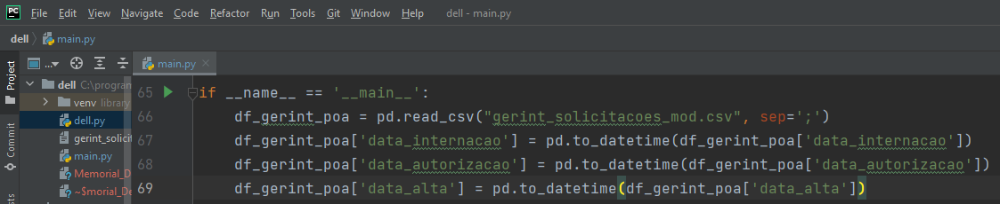 PC File Edit View Navigate Code Refactor Run Tools Git Window Help dell - main.py
dell main.py
Project ... main.py
dell C:\program
65 if __name__ == '__main__':
venv library
66 df_gerint_poa = pd.read_csv("gerint_solicitacoes_mod.csv", sep=';')
dell.py
gerint_solicit
67 df_gerint_poa['data_internacao'] = pd.to_datetime(df_gerint_poa['data_internacao'])
main.py
Commit
68 df_gerint_poa['data_autorizacao'] = pd.to_datetime(df_gerint_poa['data_autorizacao'])
Memorial_D
~$morial_De
69 df_gerint_poa['data_alta'] = pd.to_datetime(df_gerint_poa['data_alta'])